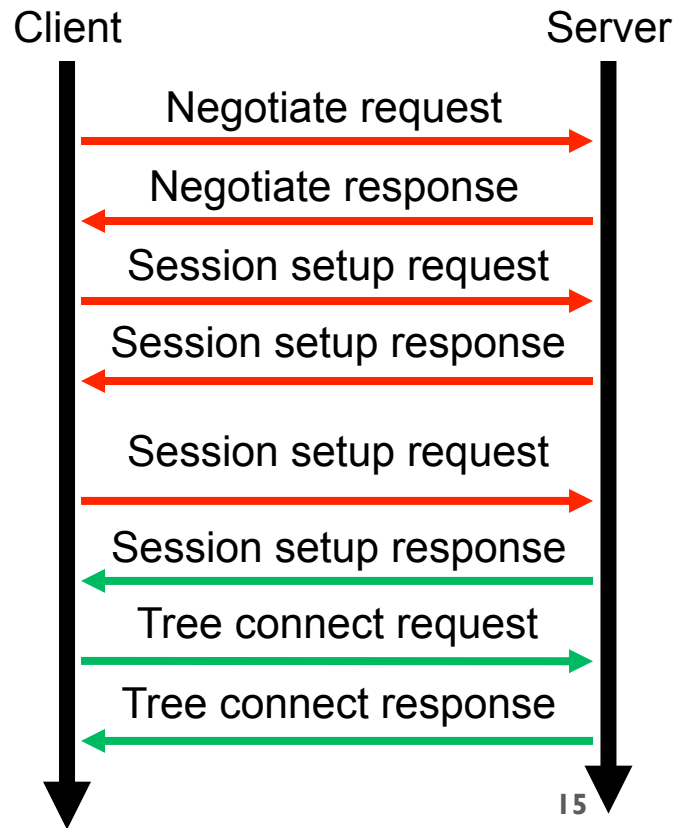 Client Server
Negotiate request
Negotiate response
Session setup request
Session setup response
Session setup request
Session setup response
Tree connect request
Tree connect response
15